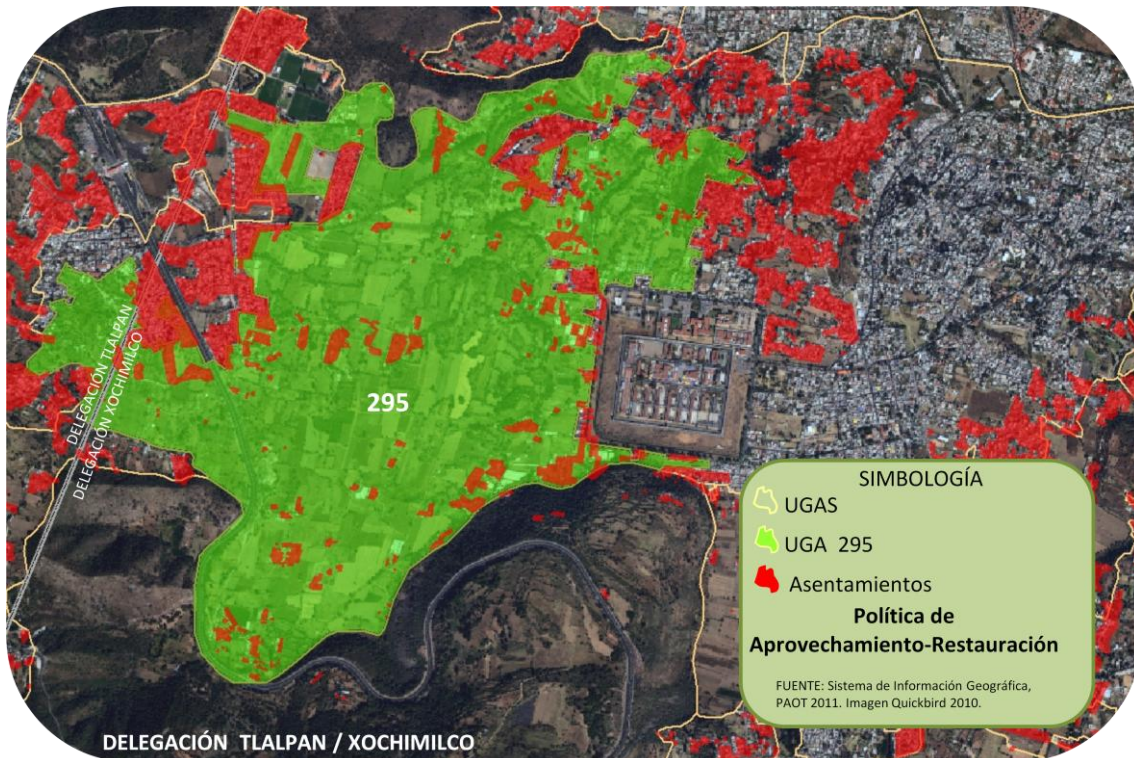 DELEGACIÓN TLALPAN
DELEGACIÓN XOCHIMILCO
295
SIMBOLOGÍA
UGAS
UGA 295
Asentamientos
Política de
Aprovechamiento-Restauración
FUENTE: Sistema de Información Geográfica,
PAOT 2011. Imagen Quickbird 2010.
DELEGACIÓN TLALPAN / XOCHIMILCO